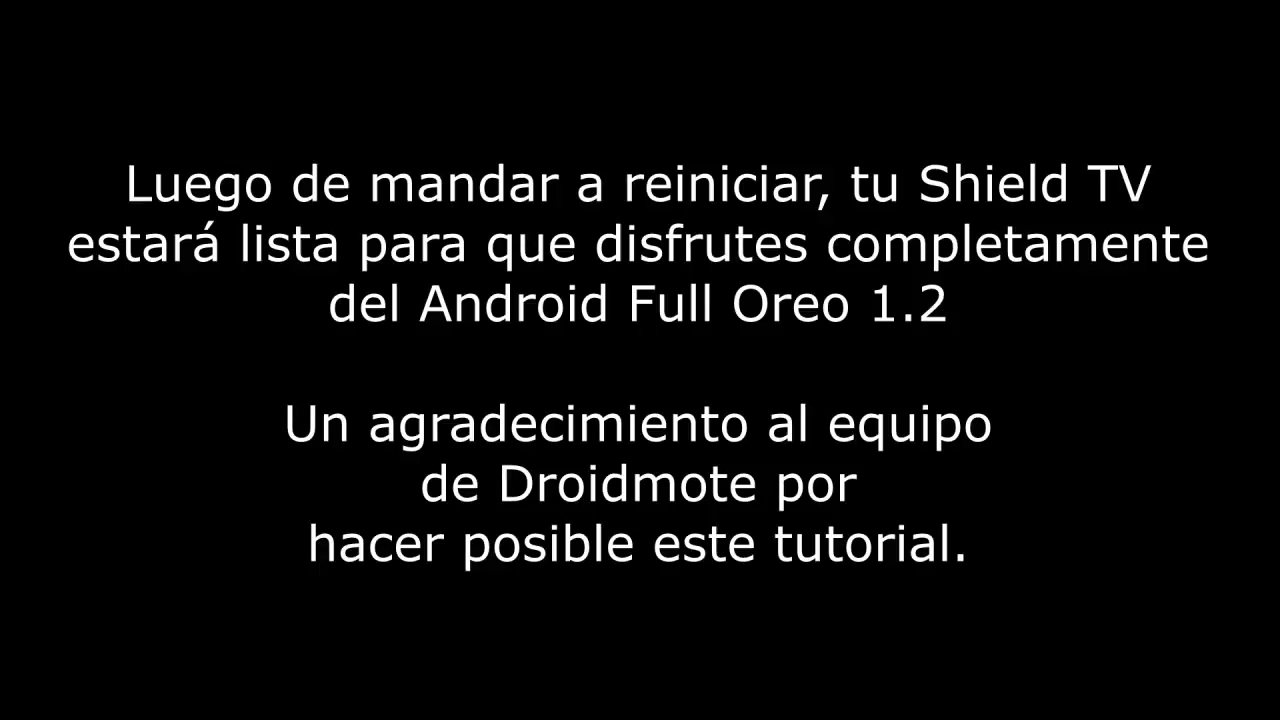 Luego de mandar a reiniciar, tu Shield TV
estará lista para que disfrutes completamente
del Android Full Oreo 1.2
Un agradecimiento al equipo
de Droidmote por
hacer posible este tutorial.